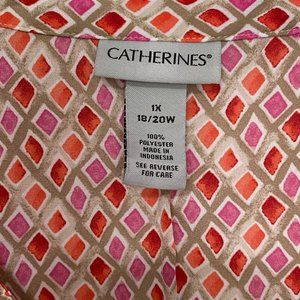 CATHERINES®
1X
18/20W
100%
POLYESTER
MADE IN
INDONESIA
SEE REVERSE
FOR CARE